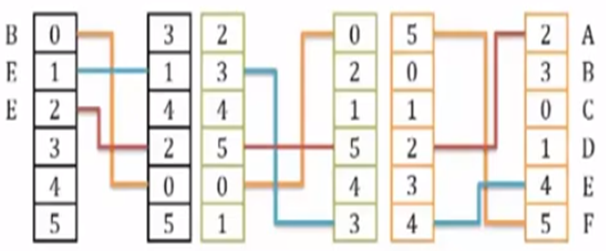 B 0 3 2 0 5 2 A
E 1 1 3 2 0 3 B
E 2 4 4 1 1 0 C
3 2 5 5 2 1 D
4 0 0 4 3 4 E
5 5 1 3 4 5 F